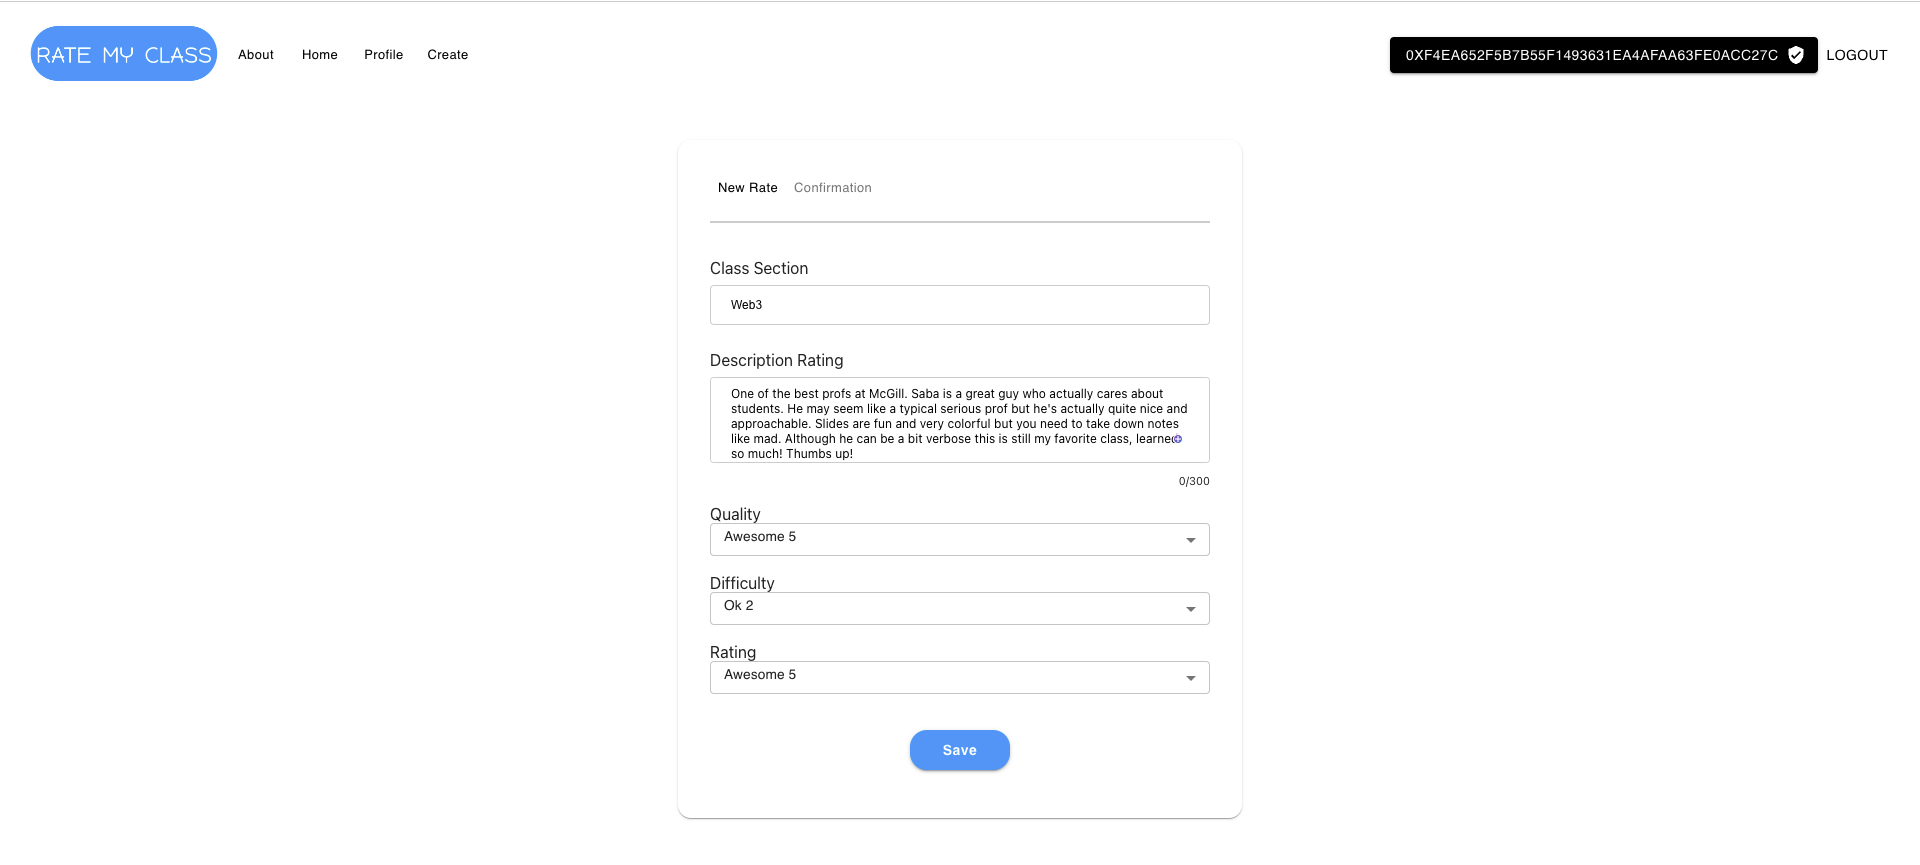 RATE MY CLASS
About Home Profile Create
0XF4EA652F5B7B55F1493631EA4AFAA63FE0ACC27C
LOGOUT
New Rate Confirmation
Class Section
Web3
Description Rating
One of the best profs at McGill. Saba is a great guy who actually cares about
students. He may seem like a typical serious prof but he's actually quite nice and
approachable. Slides are fun and very colorful but you need to take down notes
like mad. Although he can be a bit verbose this is still my favorite class, learned
so much! Thumbs up!
0/300
Quality
Awesome 5
Difficulty
Ok 2
Rating
Awesome 5
Save